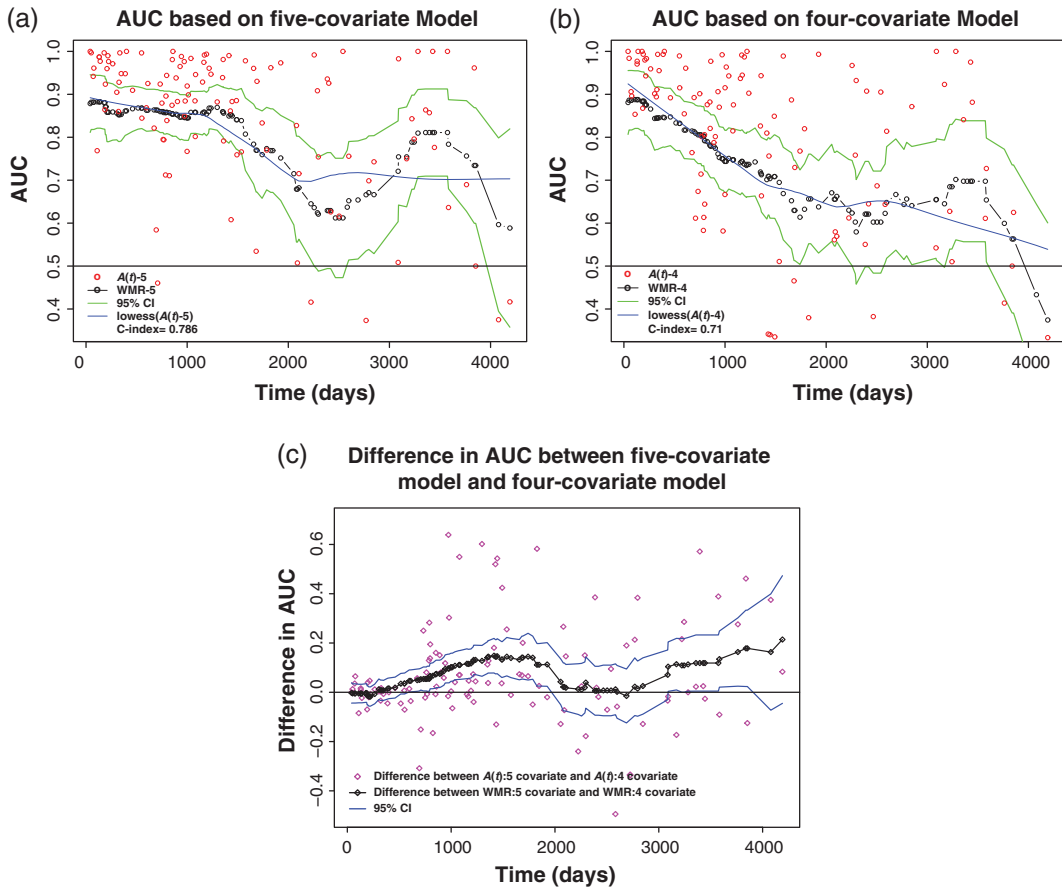 (a)
AUC based on five-covariate Model
AUC
1.0
0.9
0.8
0.7
0.6
0.5
0.4
A(t)-5
WMR-5
95% CI
lowess(A(t)-5)
C-index= 0.786
0
1000
2000
3000
4000
Time (days)
(b)
AUC based on four-covariate Model
AUC
1.0
0.9
0.8
0.7
0.6
0.5
0.4
A(t)-4
WMR-4
95% CI
lowess(A(t)-4)
C-index= 0.71
0
1000
2000
3000
4000
Time (days)
(c)
Difference in AUC between five-covariate
model and four-covariate model
Difference in AUC
0.6
0.4
0.2
0.0
−0.2
−0.4
Difference between A(t):5 covariate and A(t):4 covariate
Difference between WMR:5 covariate and WMR:4 covariate
95% CI
0
1000
2000
3000
4000
Time (days)